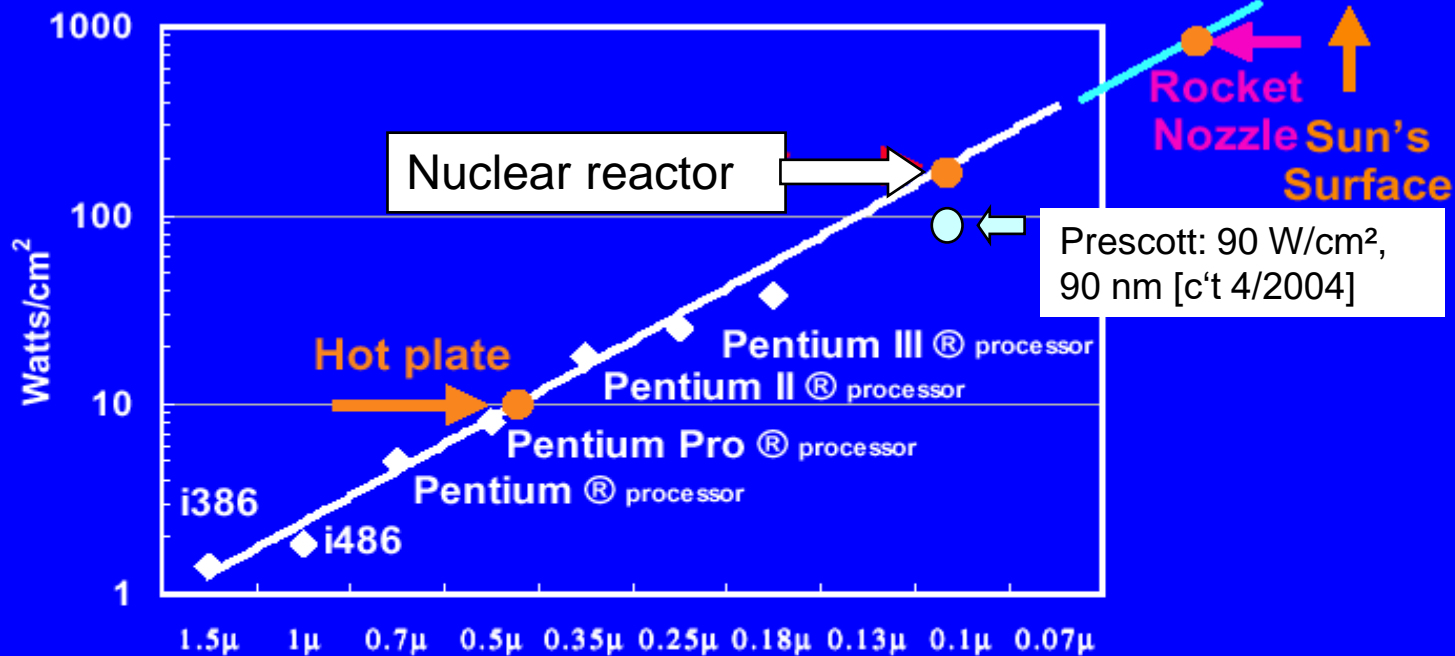 1000
Rocket
Nozzle
Sun's
Surface
Nuclear reactor
100
Prescott: 90 W/cm²,
90 nm [c‘t 4/2004]
Watts/cm²
Hot plate
Pentium III ® processor
Pentium II ® processor
10
Pentium Pro ® processor
Pentium ® processor
i386
i486
1
1.5µ 1µ 0.7µ 0.5µ 0.35µ 0.25µ 0.18µ 0.13µ 0.1µ 0.07µ